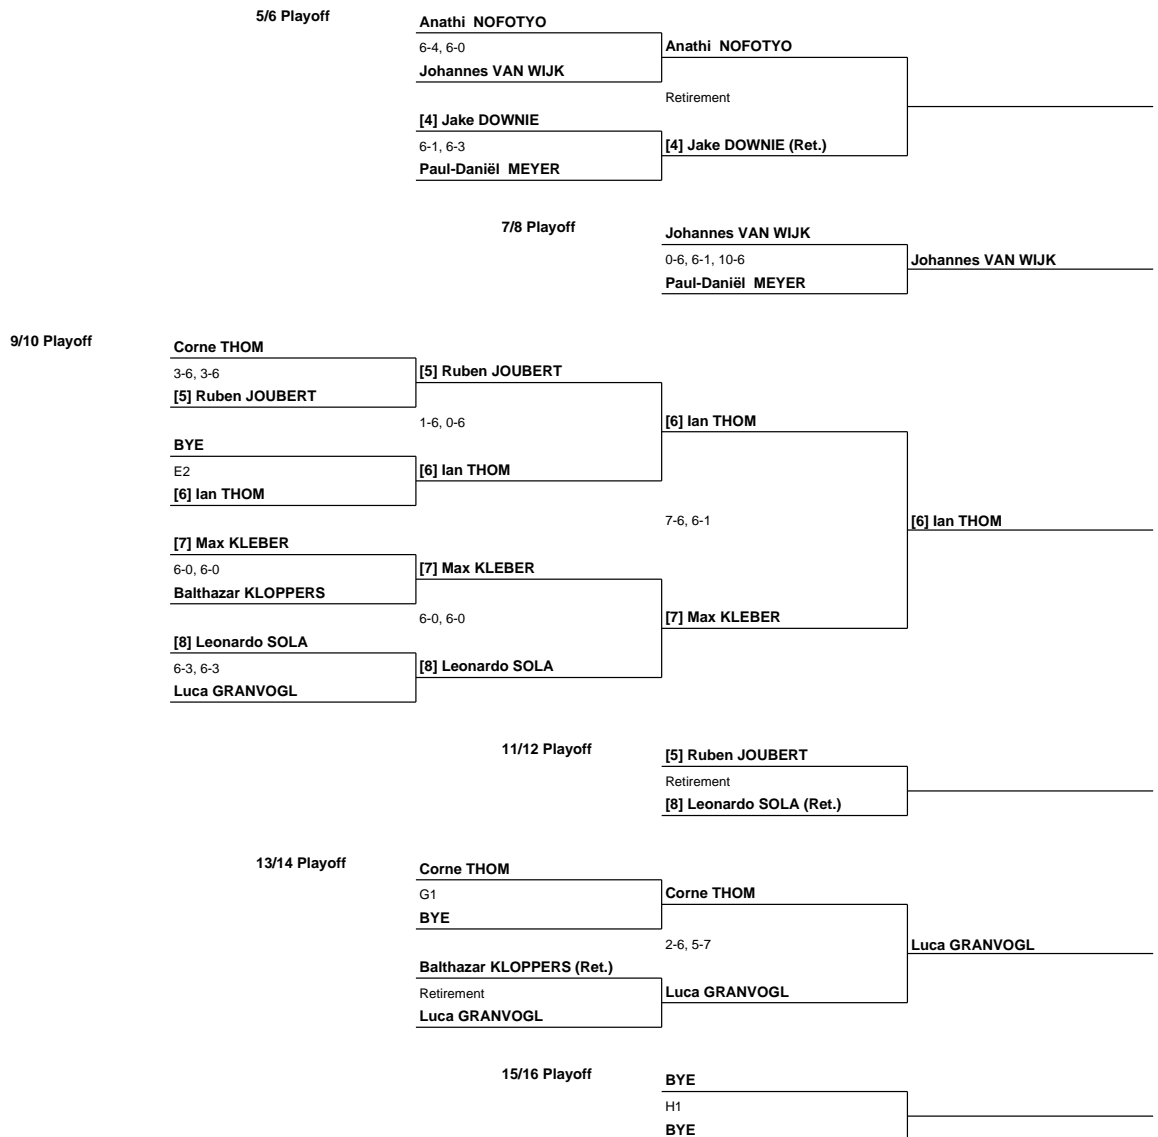 5/6 Playoff
Anathi NOFOTYO
6-4, 6-0
Johannes VAN WIJK
Anathi NOFOTYO
Retirement
[4] Jake DOWNIE
6-1, 6-3
Paul-Daniël MEYER
[4] Jake DOWNIE (Ret.)
7/8 Playoff
Johannes VAN WIJK
0-6, 6-1, 10-6
Paul-Daniël MEYER
Johannes VAN WIJK
9/10 Playoff
Corne THOM
3-6, 3-6
[5] Ruben JOUBERT
[5] Ruben JOUBERT
1-6, 0-6
BYE
E2
[6] Ian THOM
[6] Ian THOM
[6] Ian THOM
7-6, 6-1
[6] Ian THOM
[7] Max KLEBER
6-0, 6-0
Balthazar KLOPPERS
[7] Max KLEBER
6-0, 6-0
[8] Leonardo SOLA
6-3, 6-3
Luca GRANVOGL
[8] Leonardo SOLA
[7] Max KLEBER
11/12 Playoff
[5] Ruben JOUBERT
Retirement
[8] Leonardo SOLA (Ret.)
13/14 Playoff
Corne THOM
G1
BYE
Corne THOM
2-6, 5-7
Luca GRANVOGL
Balthazar KLOPPERS (Ret.)
Retirement
Luca GRANVOGL
Luca GRANVOGL
15/16 Playoff
BYE
H1
BYE